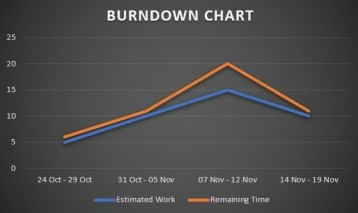 BURNDOWN CHART
25
20
15
10
5
0
24 Oct - 29 Oct 31 Oct - 05 Nov 07 Nov - 12 Nov 14 Nov - 19 Nov
Estimated Work Remaining Time